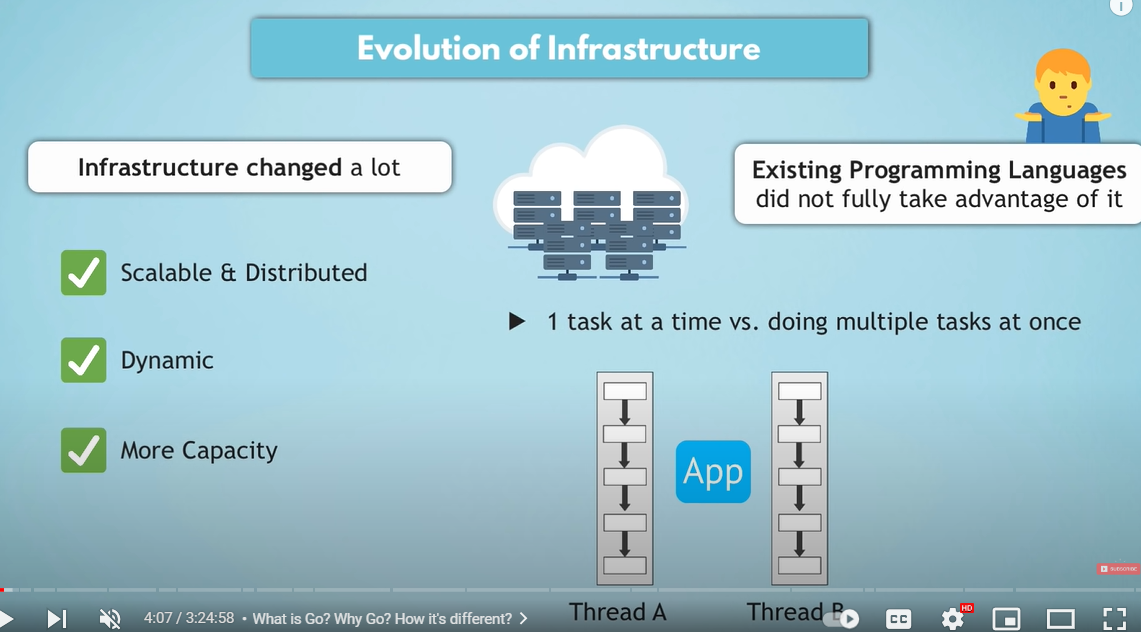 Evolution of Infrastructure
Infrastructure changed a lot
Existing Programming Languages
did not fully take advantage of it
Scalable & Distributed
Dynamic
More Capacity
▶ 1 task at a time vs. doing multiple tasks at once
App
Thread A
Thread B
SUBSCRIBE
4:07 / 3:24:58 • What is Go? Why Go? How it's different? >
CC
HD